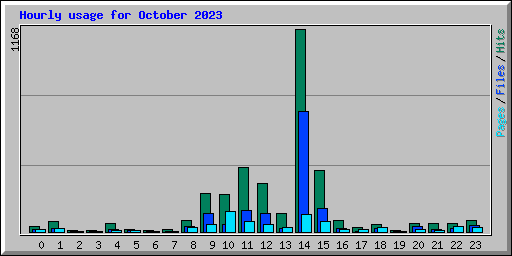 Hourly usage for October 2023
1168
Pages/Files/Hits
0 1 2 3 4 5 6 7 8 9 10 11 12 13 14 15 16 17 18 19 20 21 22 23